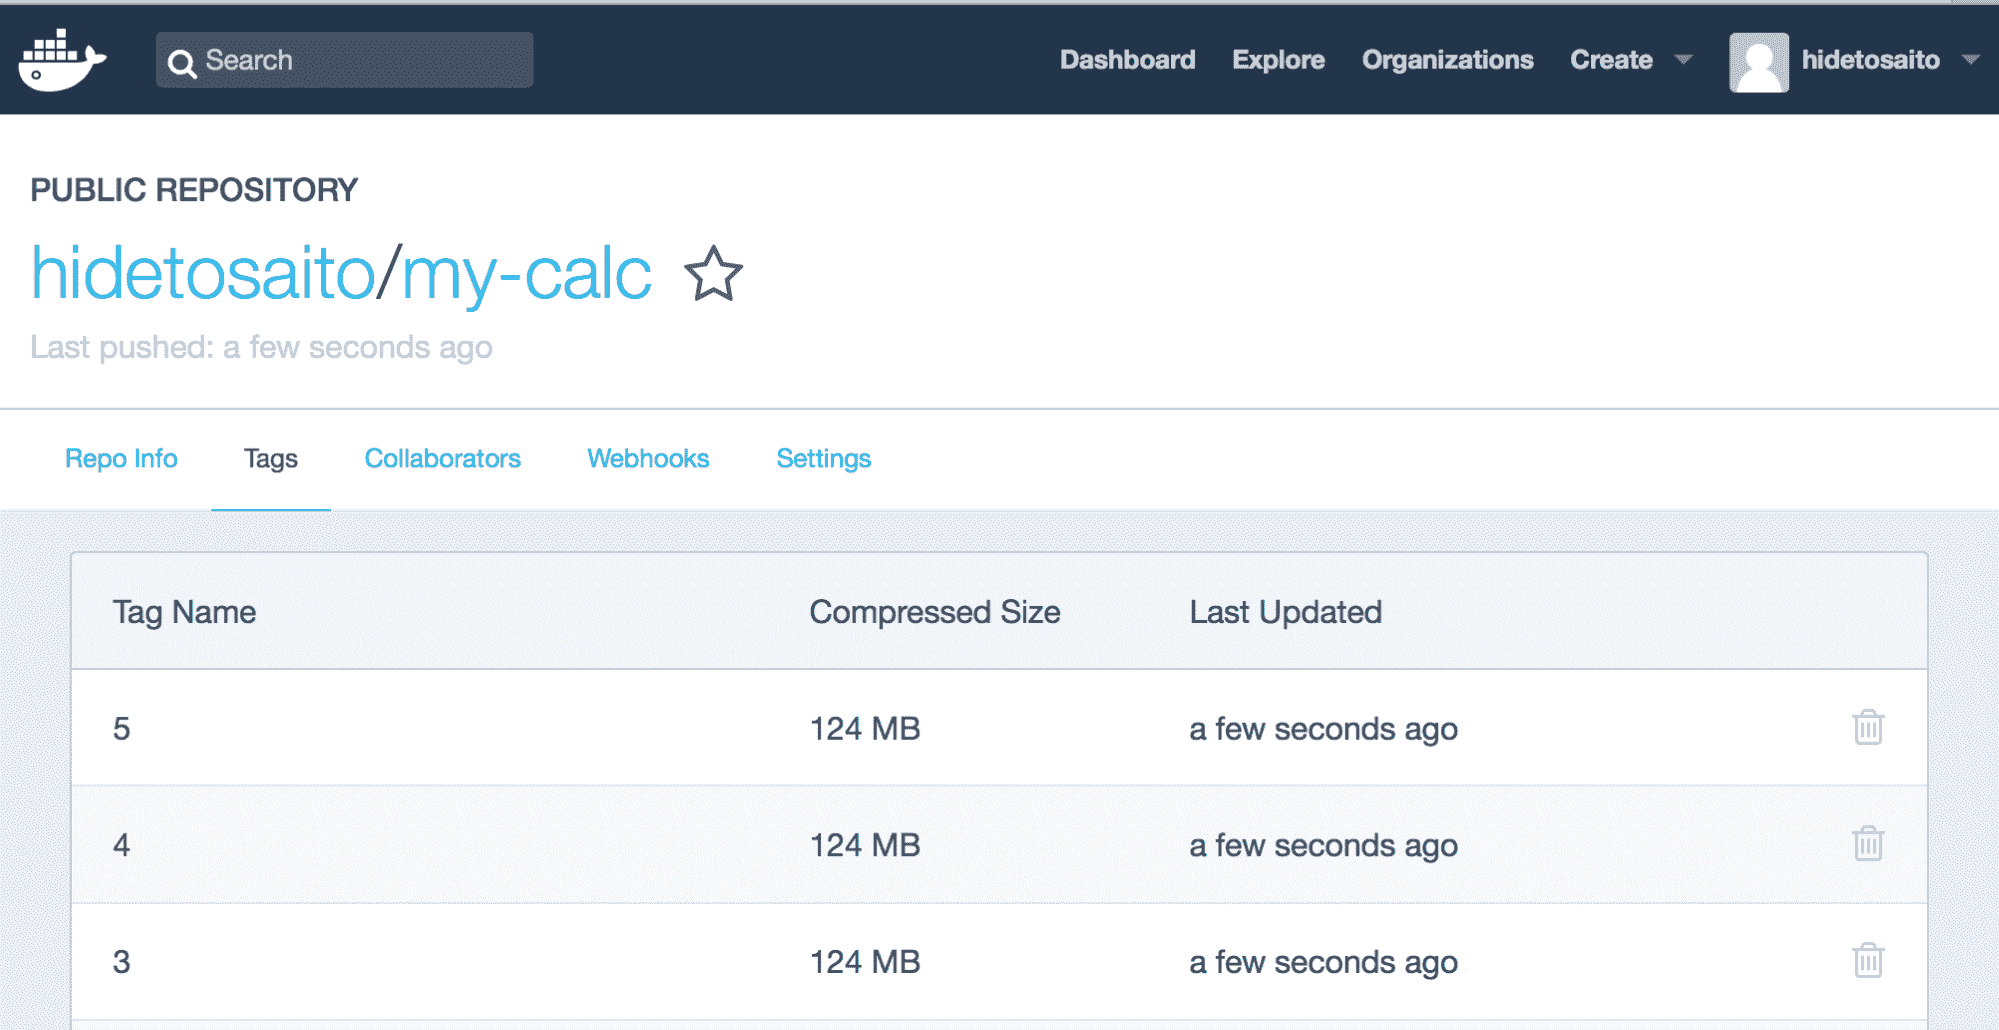 Search Dashboard Explore Organizations Create hidetosaito
PUBLIC REPOSITORY
hidetosaito/my-calc
Last pushed: a few seconds ago
Repo Info Tags Collaborators Webhooks Settings
Tag Name Compressed Size Last Updated
5 124 MB a few seconds ago
4 124 MB a few seconds ago
3 124 MB a few seconds ago